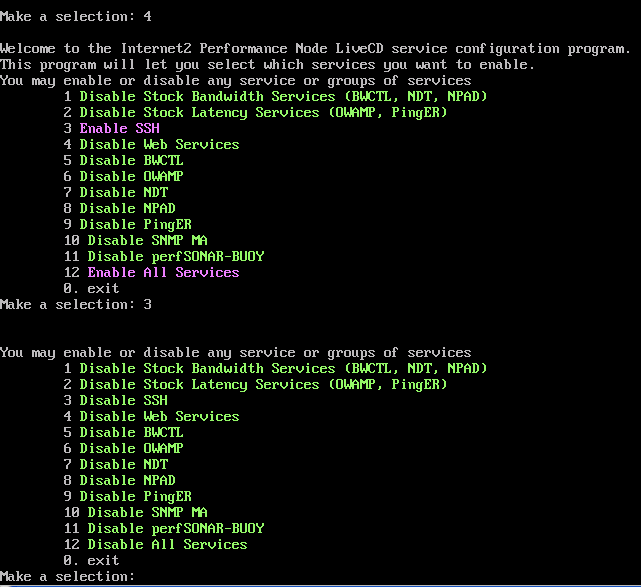 Make a selection: 4
Welcome to the Internet2 Performance Node LiveCD service configuration program.
This program will let you select which services you want to enable.
You may enable or disable any service or groups of services
1 Disable Stock Bandwidth Services (BWCTL, NDT, NPAD)
2 Disable Stock Latency Services (OWAMP, PingER)
3 Enable SSH
4 Disable Web Services
5 Disable BWCTL
6 Disable OWAMP
7 Disable NDT
8 Disable NPAD
9 Disable PingER
10 Disable SNMP MA
11 Disable perfSONAR-BUOY
12 Enable All Services
0. exit
Make a selection: 3
You may enable or disable any service or groups of services
1 Disable Stock Bandwidth Services (BWCTL, NDT, NPAD)
2 Disable Stock Latency Services (OWAMP, PingER)
3 Disable SSH
4 Disable Web Services
5 Disable BWCTL
6 Disable OWAMP
7 Disable NDT
8 Disable NPAD
9 Disable PingER
10 Disable SNMP MA
11 Disable perfSONAR-BUOY
12 Disable All Services
0. exit
Make a selection: